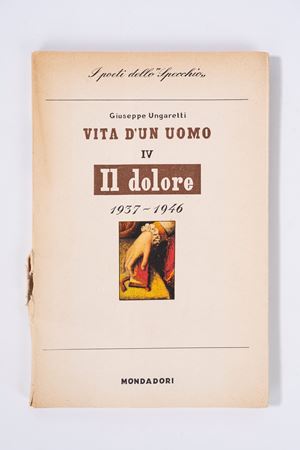 I poeti dello "Specchio"
Giuseppe Ungaretti
VITA D'UN UOMO
IV
Il dolore
1937-1946
MONDADORI